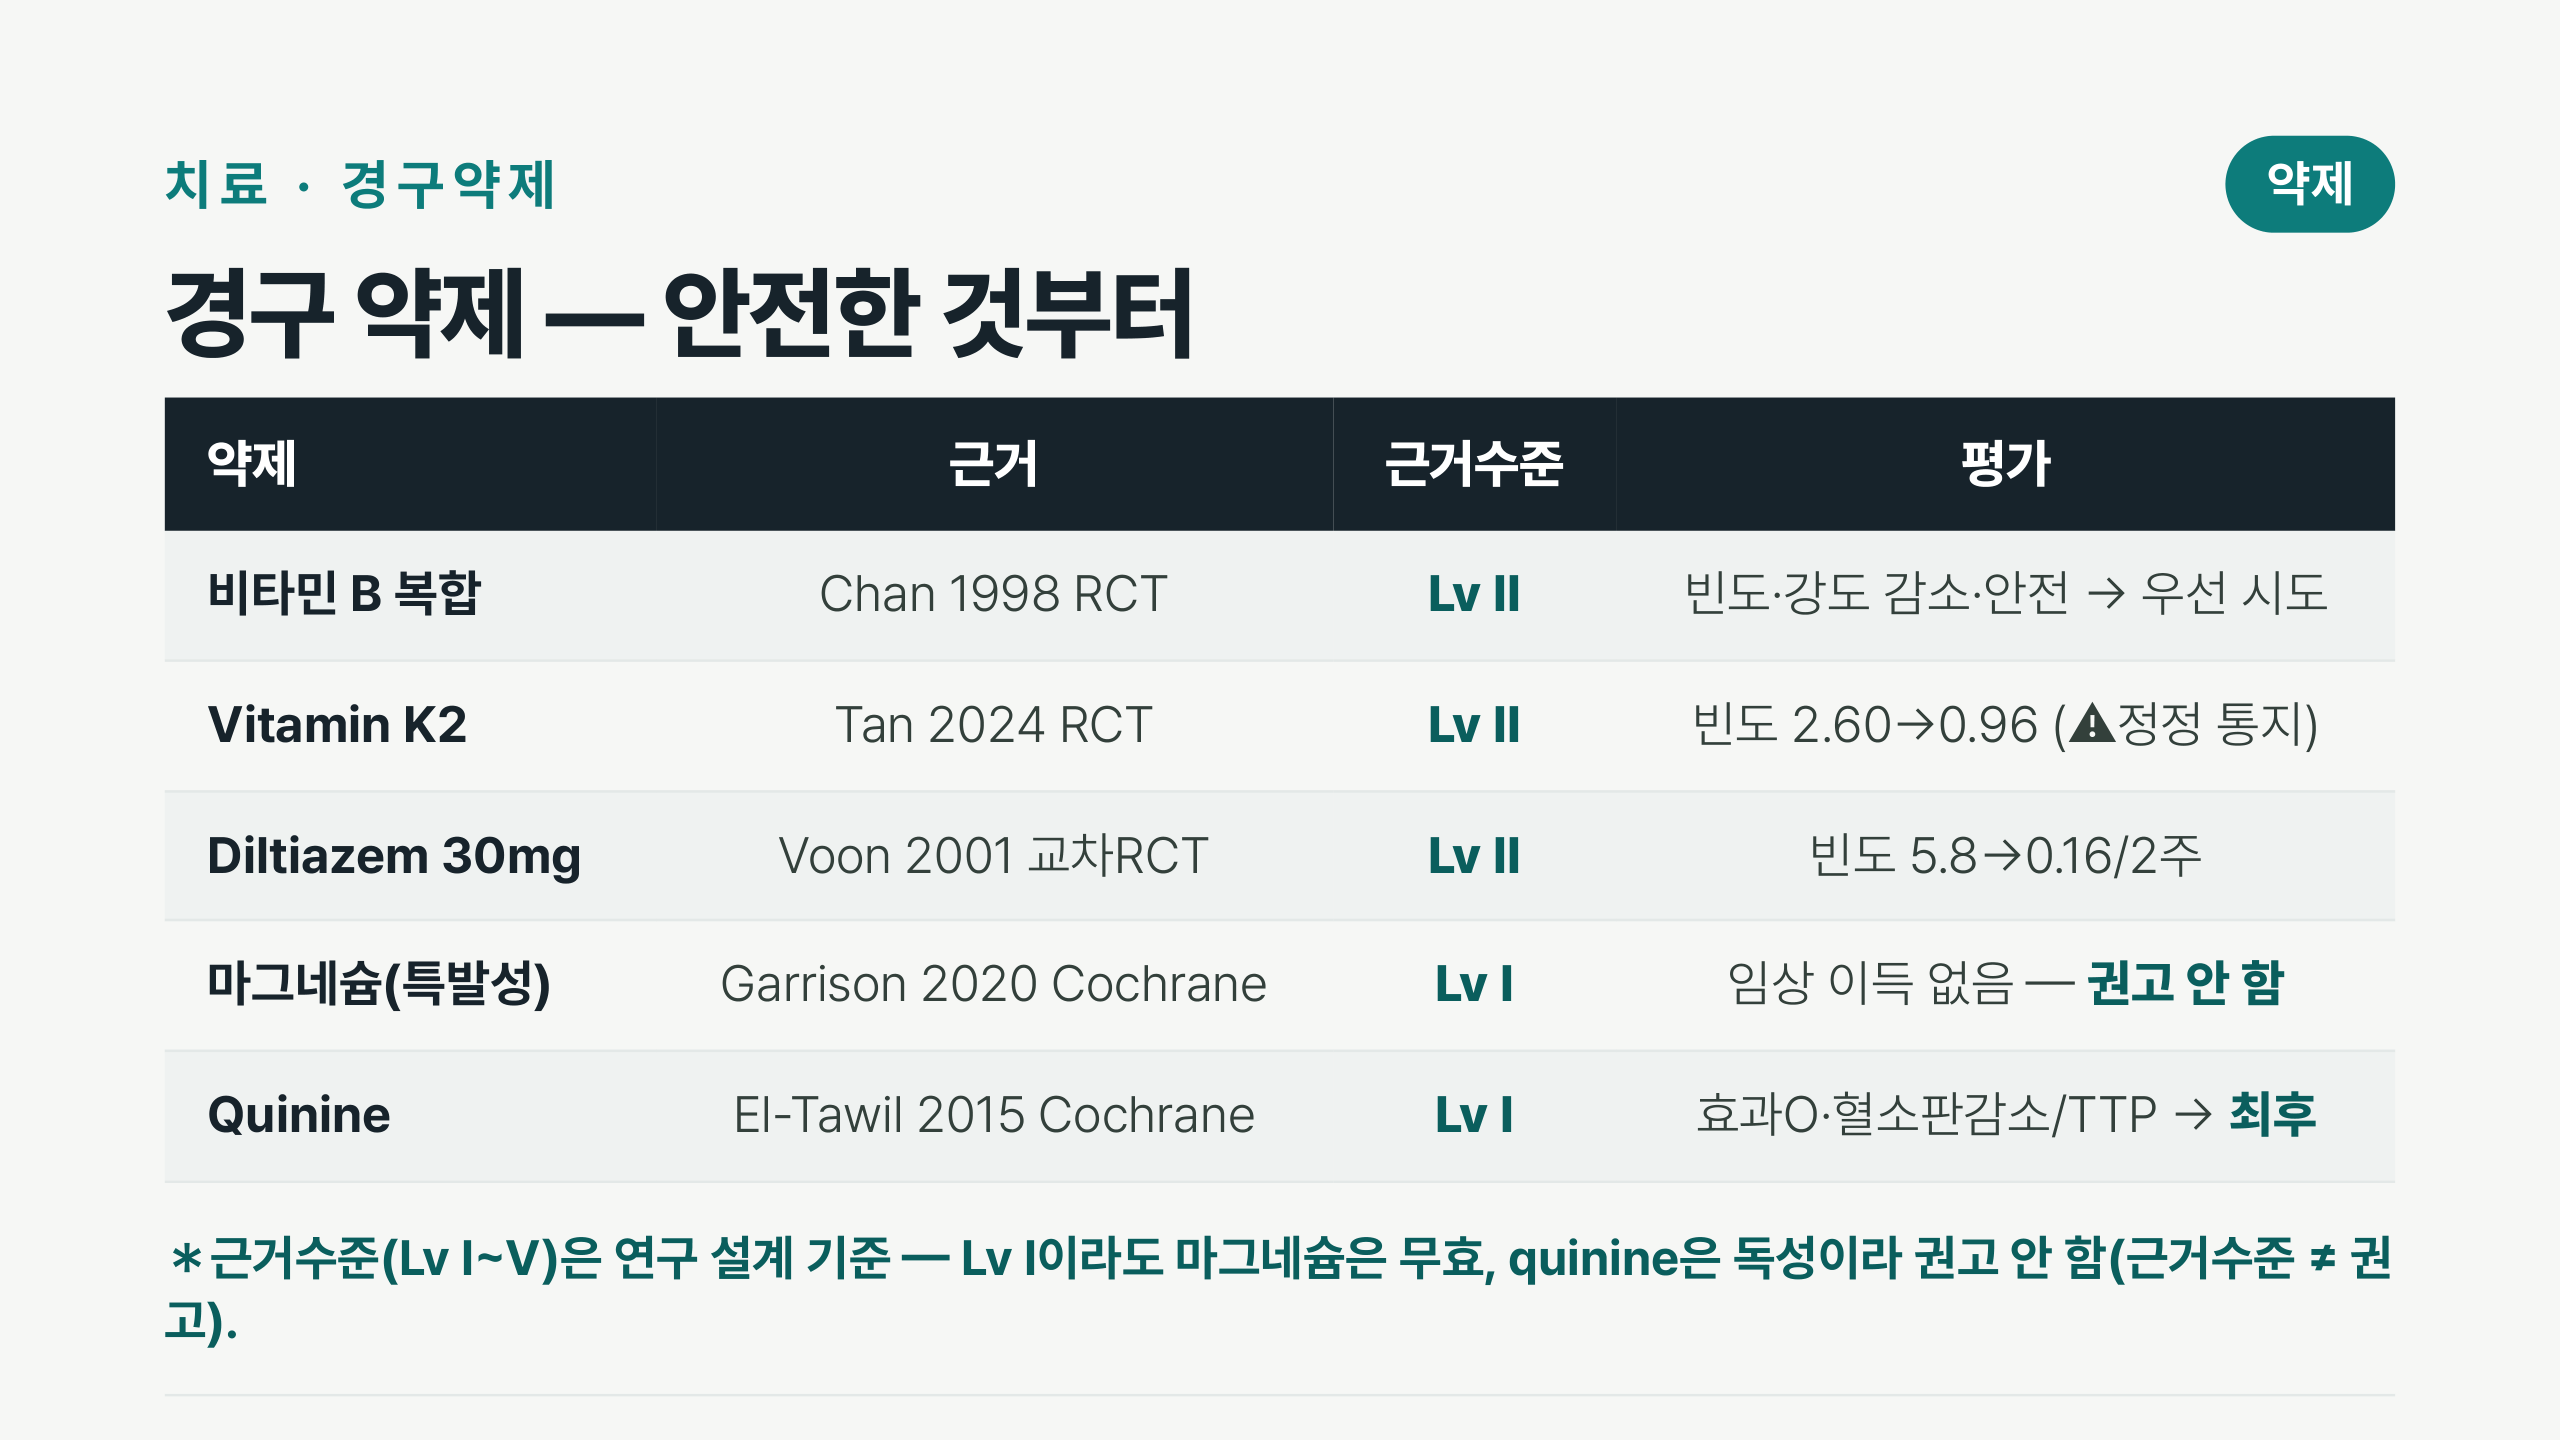 치료 · 경구약제
약제
경구 약제 — 안전한 것부터
약제 근거 근거수준 평가
비타민 B 복합 Chan 1998 RCT Lv II 빈도·강도 감소·안전 → 우선 시도
Vitamin K2 Tan 2024 RCT Lv II 빈도 2.60→0.96 (⚠정정 통지)
Diltiazem 30mg Voon 2001 교차RCT Lv II 빈도 5.8→0.16/2주
마그네슘(특발성) Garrison 2020 Cochrane Lv I 임상 이득 없음 — 권고 안 함
Quinine El-Tawil 2015 Cochrane Lv I 효과O·혈소판감소/TTP → 최후
*근거수준(Lv I~V)은 연구 설계 기준 — Lv I이라도 마그네슘은 무효, quinine은 독성이라 권고 안 함(근거수준 ≠ 권
고).